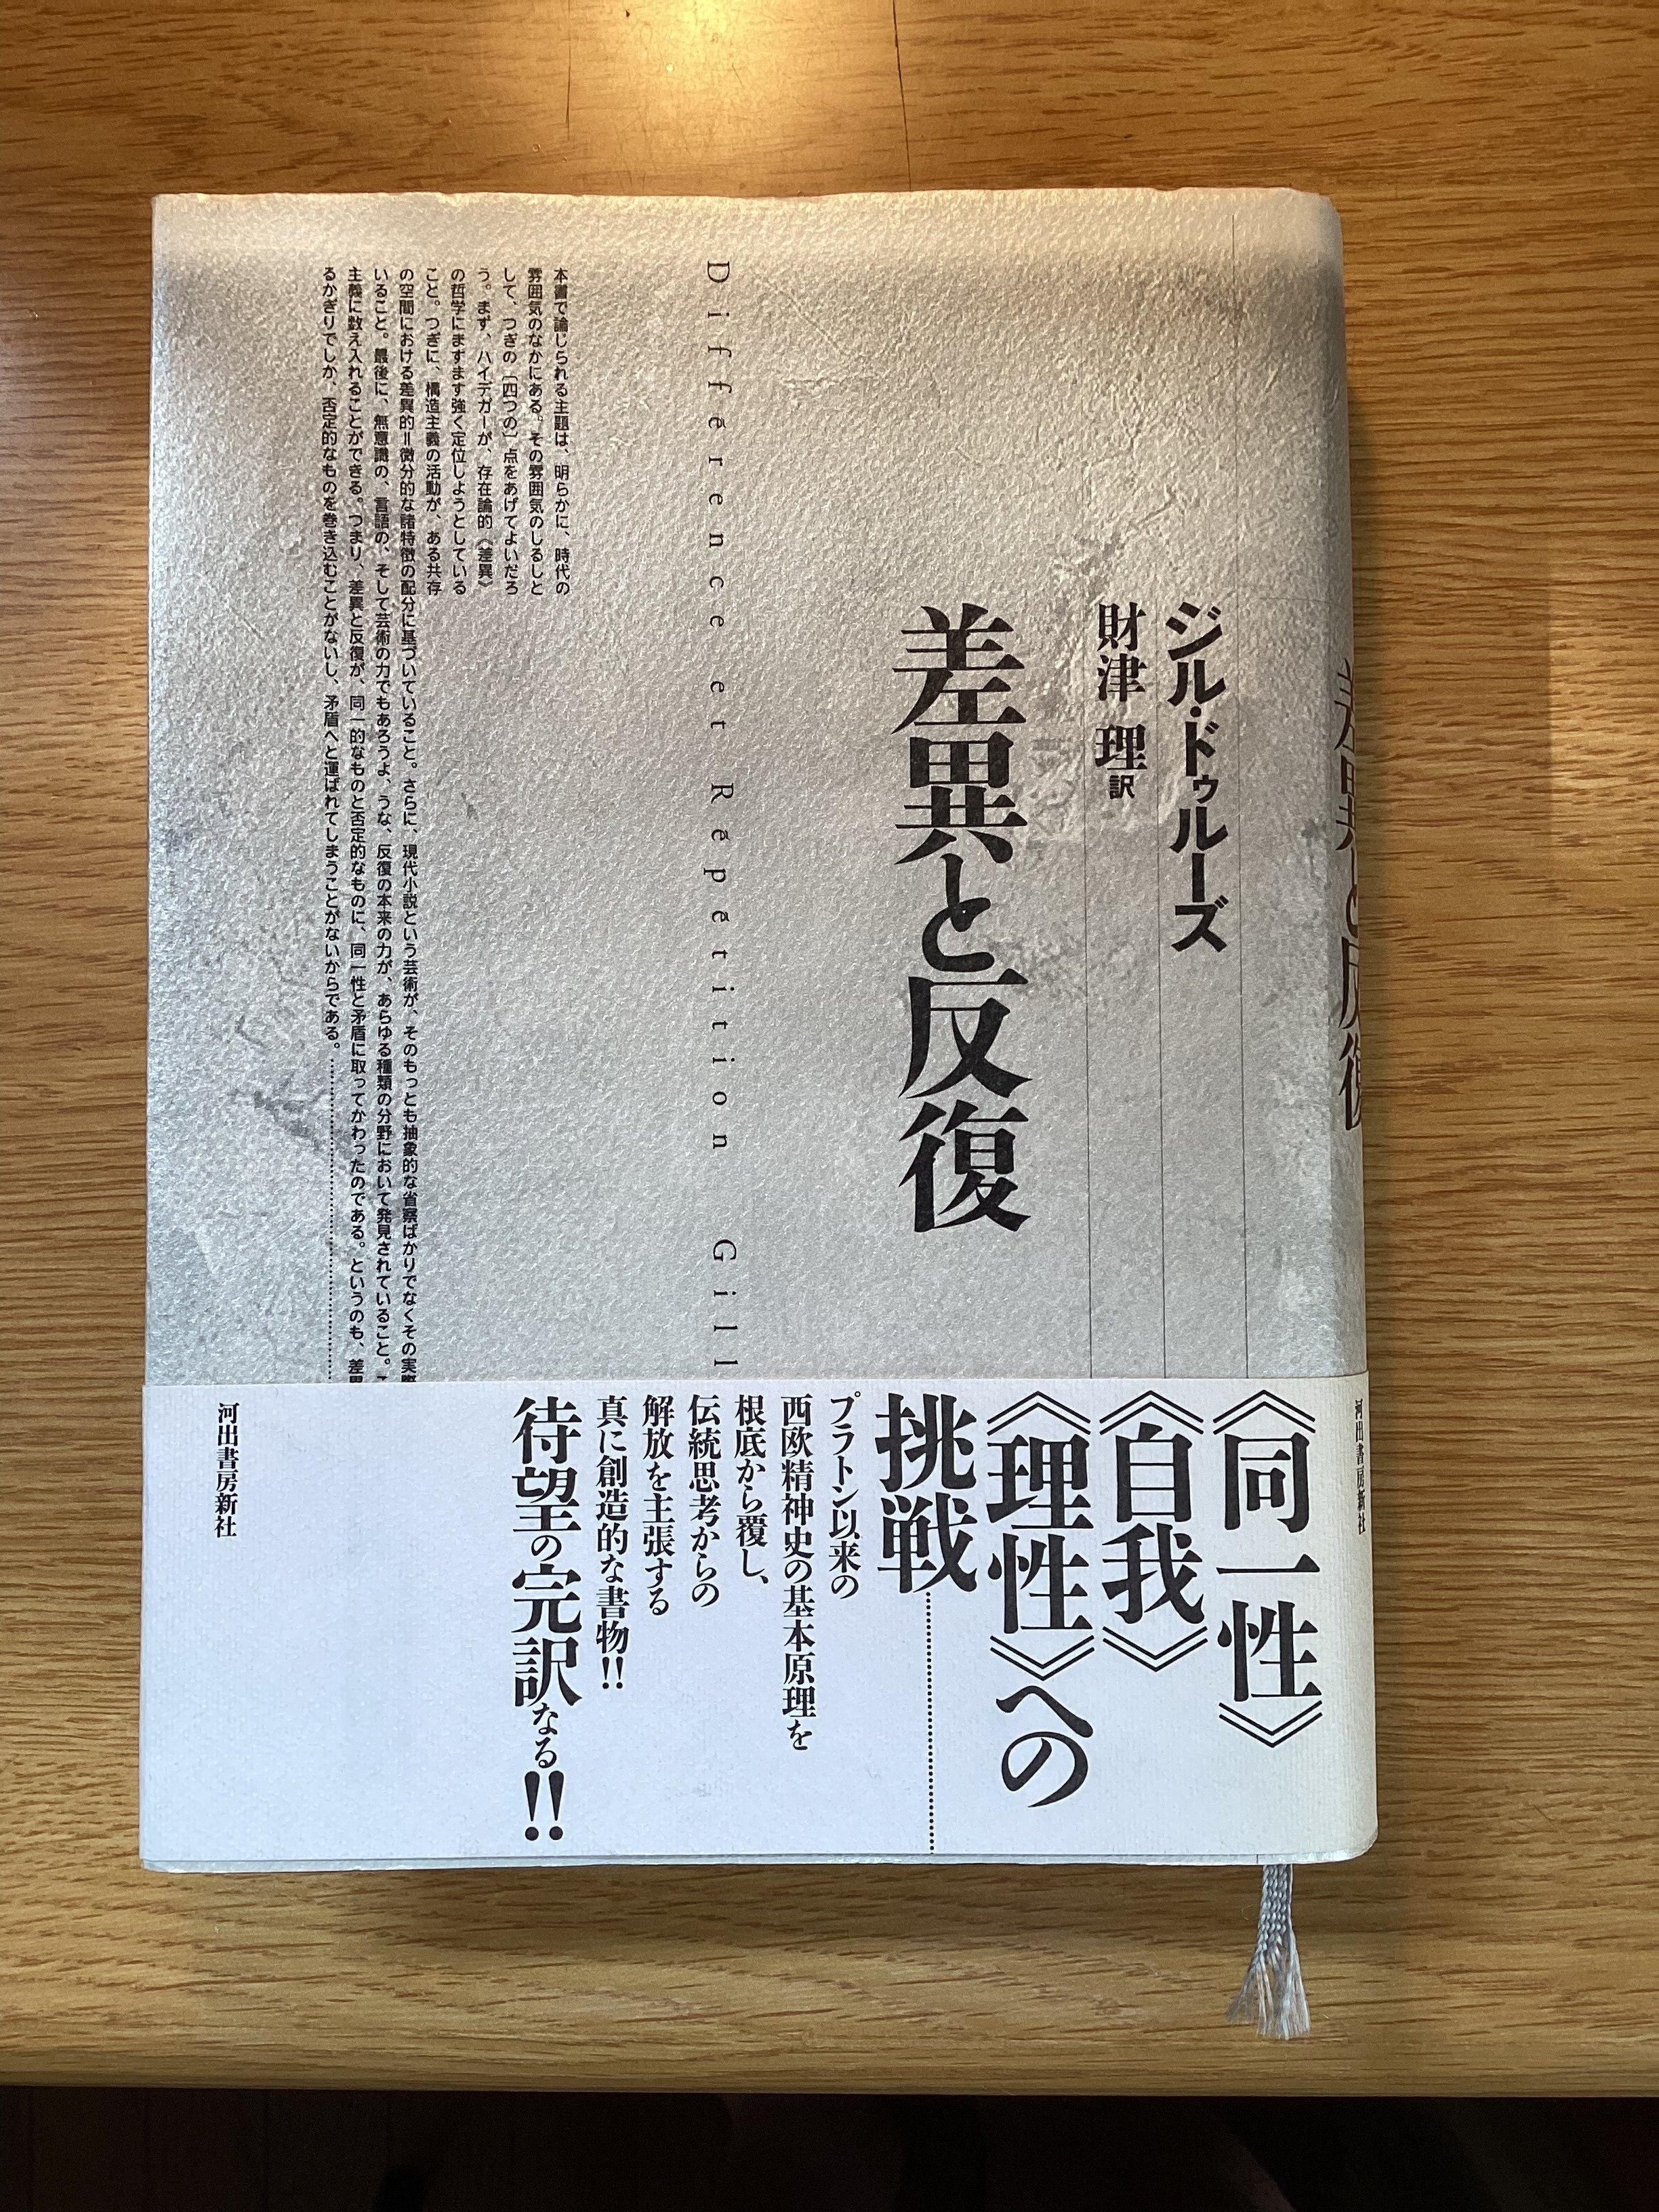 ジル・ドゥルーズ
財津 理 訳
差異と反復
Différence et Repetition Gill
本書で論じられる主題は、明らかに、時代の
雰囲気のなかにある。その雰囲気のしるしと
して、つぎの〔四つの〕点をあげてよいだろ
う。まず、ハイデガーが、存在論的《差異》
の哲学にますます強く定位しようとしている
こと。つぎに、構造主義の活動が、ある共存
の空間における差異的=微分的な諸特徴の配分に基づいていること。さらに、現代小説という芸術が、そのもっとも抽象的な省察ばかりでなくその実際
いること。最後に、無意識の、言語の、そして芸術の力でもあろうよ、うな、反復の本来の力が、あらゆる種類の分野において発見されていること。こ
主義に数え入れることができる。つまり、差異と反復が、同一的なものと否定的なものに、同一性と矛盾に取ってかわったのである。というのも、差異
るかぎりでしか、否定的なものを巻き込むことがないし、矛盾へと運ばれてしまうことがないからである。
《同一性》
《自我》
《理性》への
挑戦
プラトン以来の
西欧精神史の基本原理を
根底から覆し、
伝統思考からの
解放を主張する
真に創造的な書物!!
待望の完訳なる!!
河出書房新社
差異と反復
河出書房新社